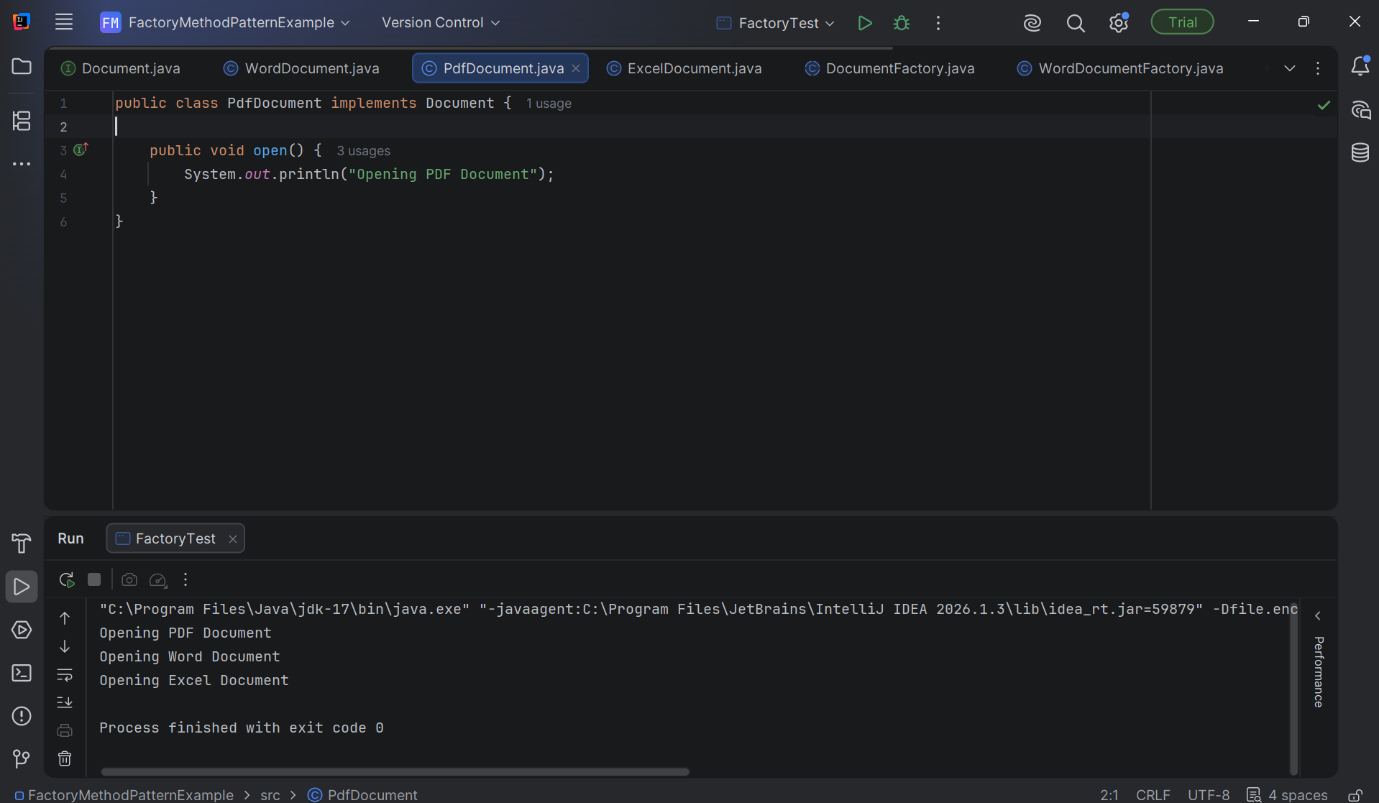 FM FactoryMethodPatternExample Version Control FactoryTest Trial
Document.java WordDocument.java PdfDocument.java ExcelDocument.java DocumentFactory.java WordDocumentFactory.java
1 public class PdfDocument implements Document { 1 usage
2
3 public void open() { 3 usages
4 System.out.println("Opening PDF Document");
5 }
6 }
Run FactoryTest
"C:\Program Files\Java\jdk-17\bin\java.exe" "-javaagent:C:\Program Files\JetBrains\IntelliJ IDEA 2026.1.3\lib\idea_rt.jar=59879" -Dfile.enc
Opening PDF Document
Opening Word Document
Opening Excel Document
Process finished with exit code 0
Performance
FactoryMethodPatternExample > src > PdfDocument 2:1 CRLF UTF-8 4 spaces